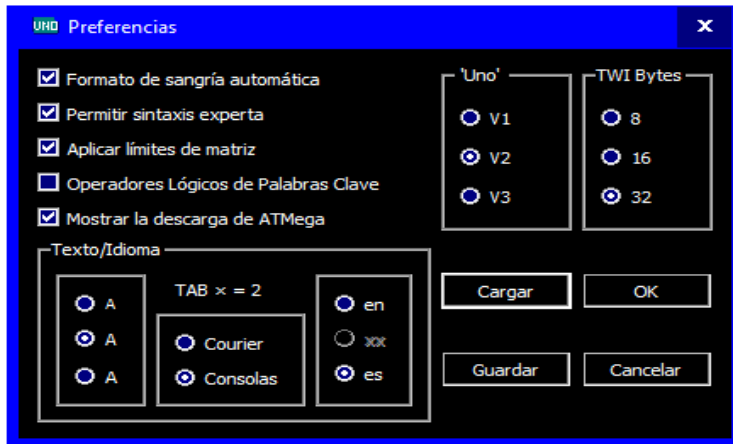 UNO Preferencias X
Formato de sangría automática
Permitir sintaxis experta
Aplicar límites de matriz
Operadores Lógicos de Palabras Clave
Mostrar la descarga de ATMega
'Uno'
V1
V2
V3
TWI Bytes
8
16
32
Texto/Idioma
A
A
A
TAB × = 2
Courier
Consolas
en
xx
es
Cargar
OK
Guardar
Cancelar